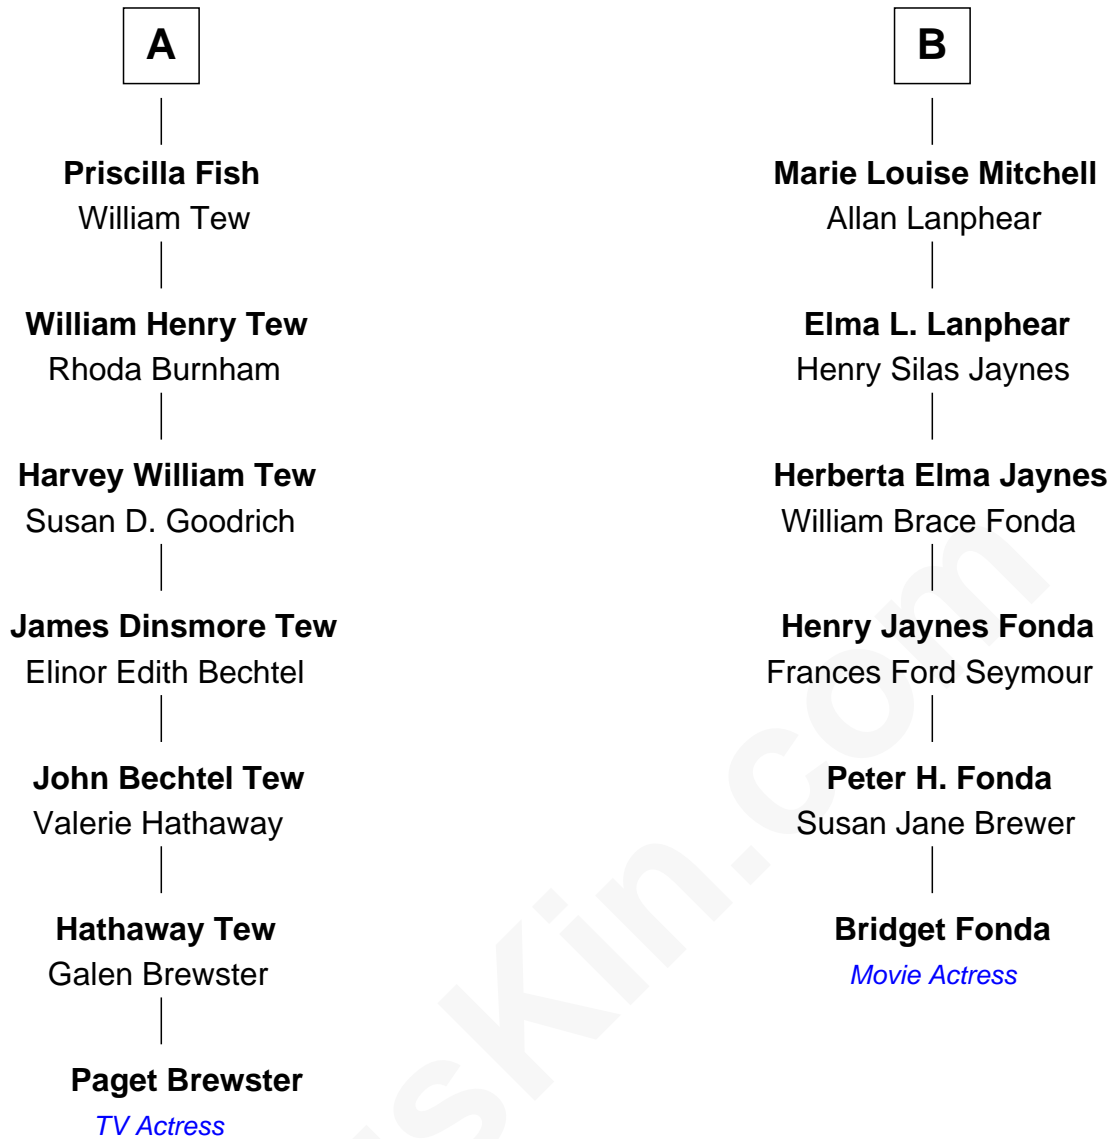 A
Priscilla Fish
William Tew
William Henry Tew
Rhoda Burnham
Harvey William Tew
Susan D. Goodrich
James Dinsmore Tew
Elinor Edith Bechtel
John Bechtel Tew
Valerie Hathaway
Hathaway Tew
Galen Brewster
Paget Brewster
TV Actress
B
Marie Louise Mitchell
Allan Lanphear
Elma L. Lanphear
Henry Silas Jaynes
Herberta Elma Jaynes
William Brace Fonda
Henry Jaynes Fonda
Frances Ford Seymour
Peter H. Fonda
Susan Jane Brewer
Bridget Fonda
Movie Actress
usKin.com